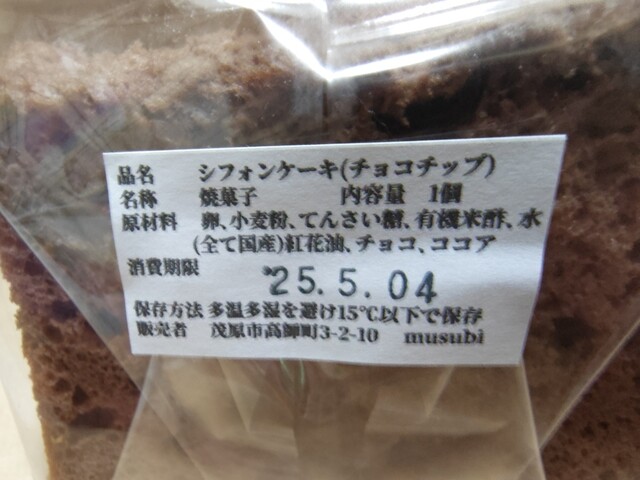 品名 シフォンケーキ(チョコチップ)
名称 焼菓子 内容量 1個
原材料 卵、小麦粉、てんさい糖、有機米酢、水
(全て国産)紅花油、チョコ、ココア
消費期限
25.5.04
保存方法 多温多湿を避け15℃以下で保存
販売者 茂原市高師町3-2-10 musubi